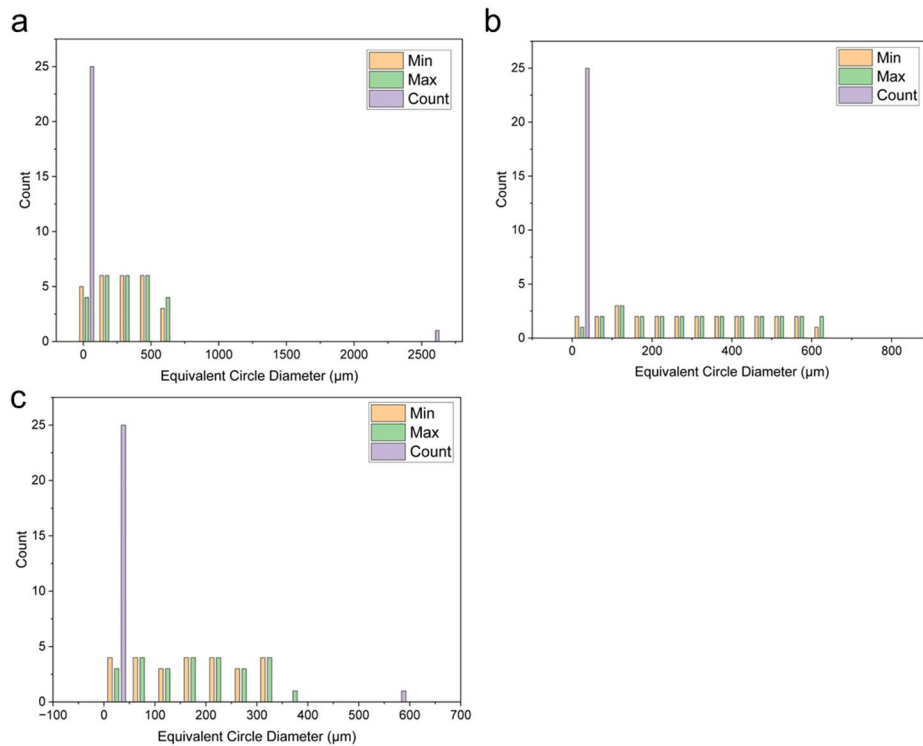 a
25
20
15
10
5
0
Count
Min
Max
Count
0 500 1000 1500 2000 2500
Equivalent Circle Diameter (µm)
b
25
20
15
10
5
0
Count
Min
Max
Count
0 200 400 600 800
Equivalent Circle Diameter (µm)
c
25
20
15
10
5
0
Count
Min
Max
Count
−100 0 100 200 300 400 500 600 700
Equivalent Circle Diameter (µm)